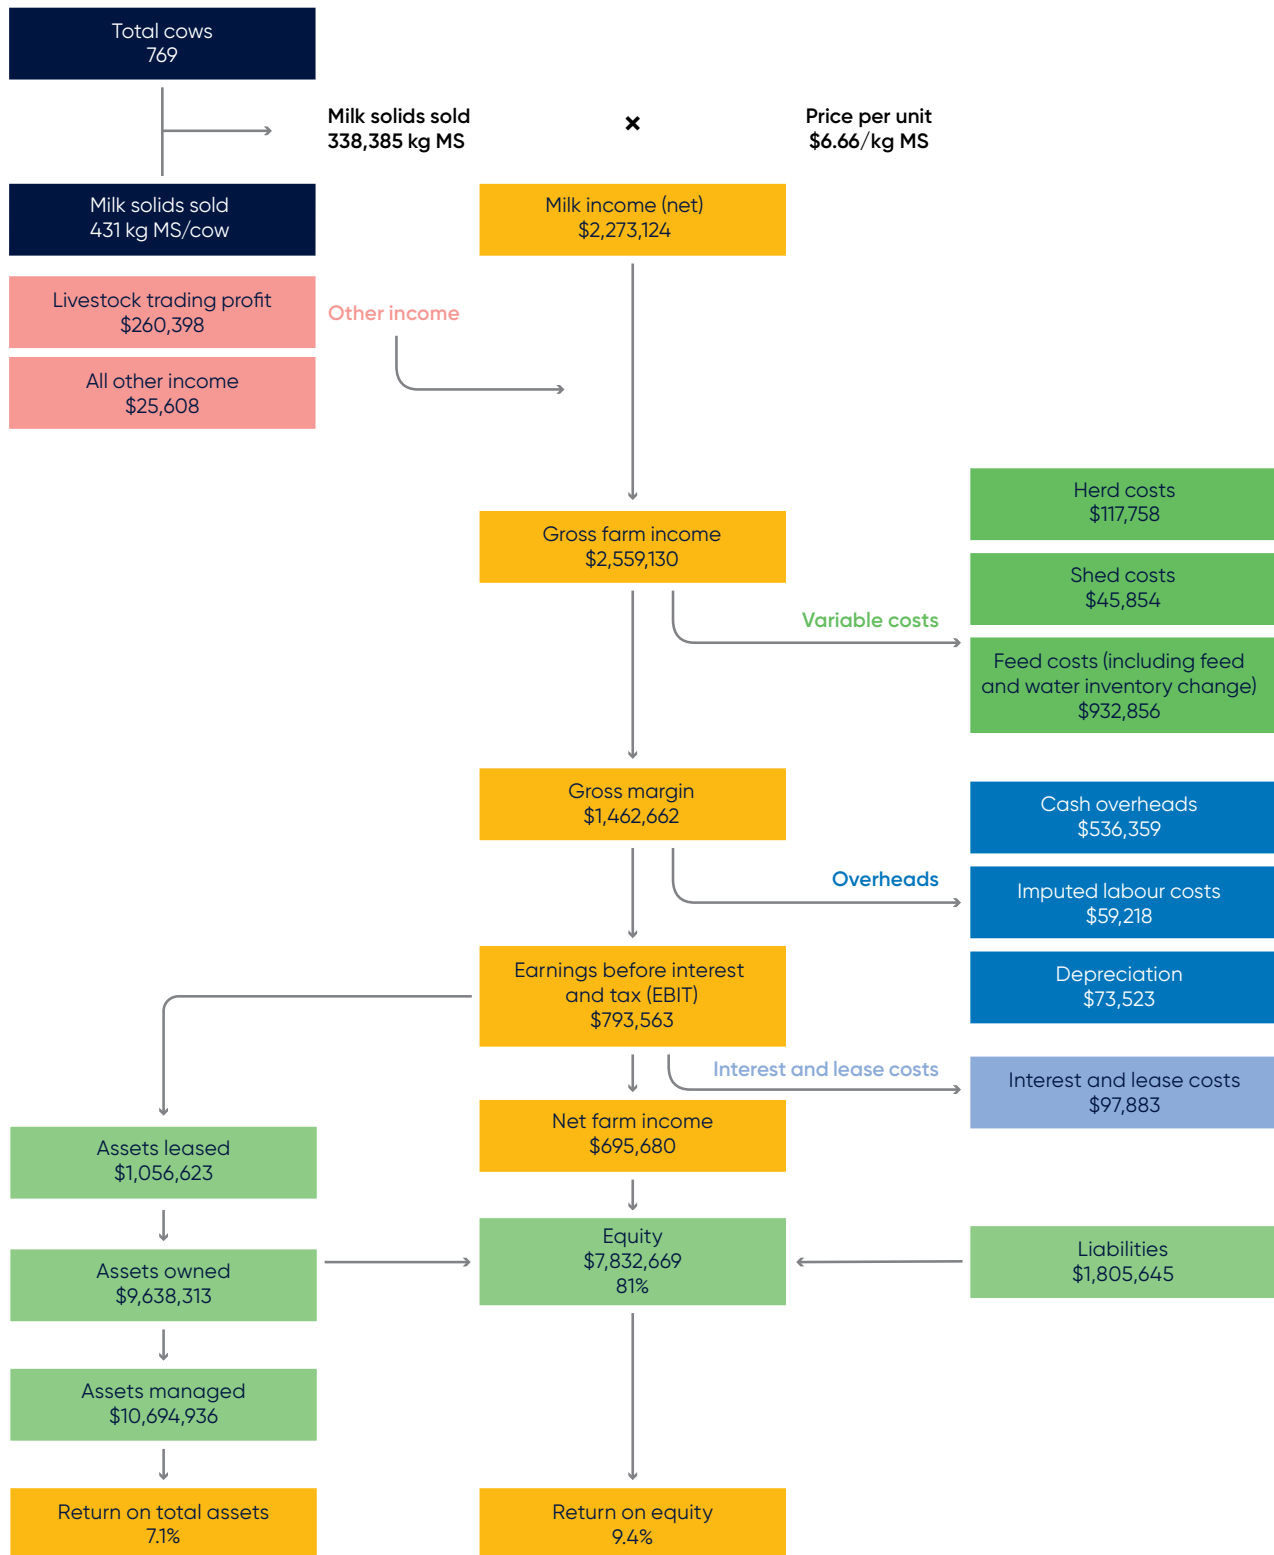 Total cows
769
Milk solids sold
338,385 kg MS
×
Price per unit
$6.66/kg MS
Milk solids sold
431 kg MS/cow
Milk income (net)
$2,273,124
Livestock trading profit
$260,398
Other income
All other income
$25,608
Gross farm income
$2,559,130
Herd costs
$117,758
Shed costs
$45,854
Variable costs
Feed costs (including feed
and water inventory change)
$932,856
Gross margin
$1,462,662
Cash overheads
$536,359
Overheads
Imputed labour costs
$59,218
Earnings before interest
and tax (EBIT)
$793,563
Depreciation
$73,523
Interest and lease costs
Interest and lease costs
$97,883
Net farm income
$695,680
Assets leased
$1,056,623
Equity
$7,832,669
81%
Liabilities
$1,805,645
Assets owned
$9,638,313
Assets managed
$10,694,936
Return on total assets
7.1%
Return on equity
9.4%